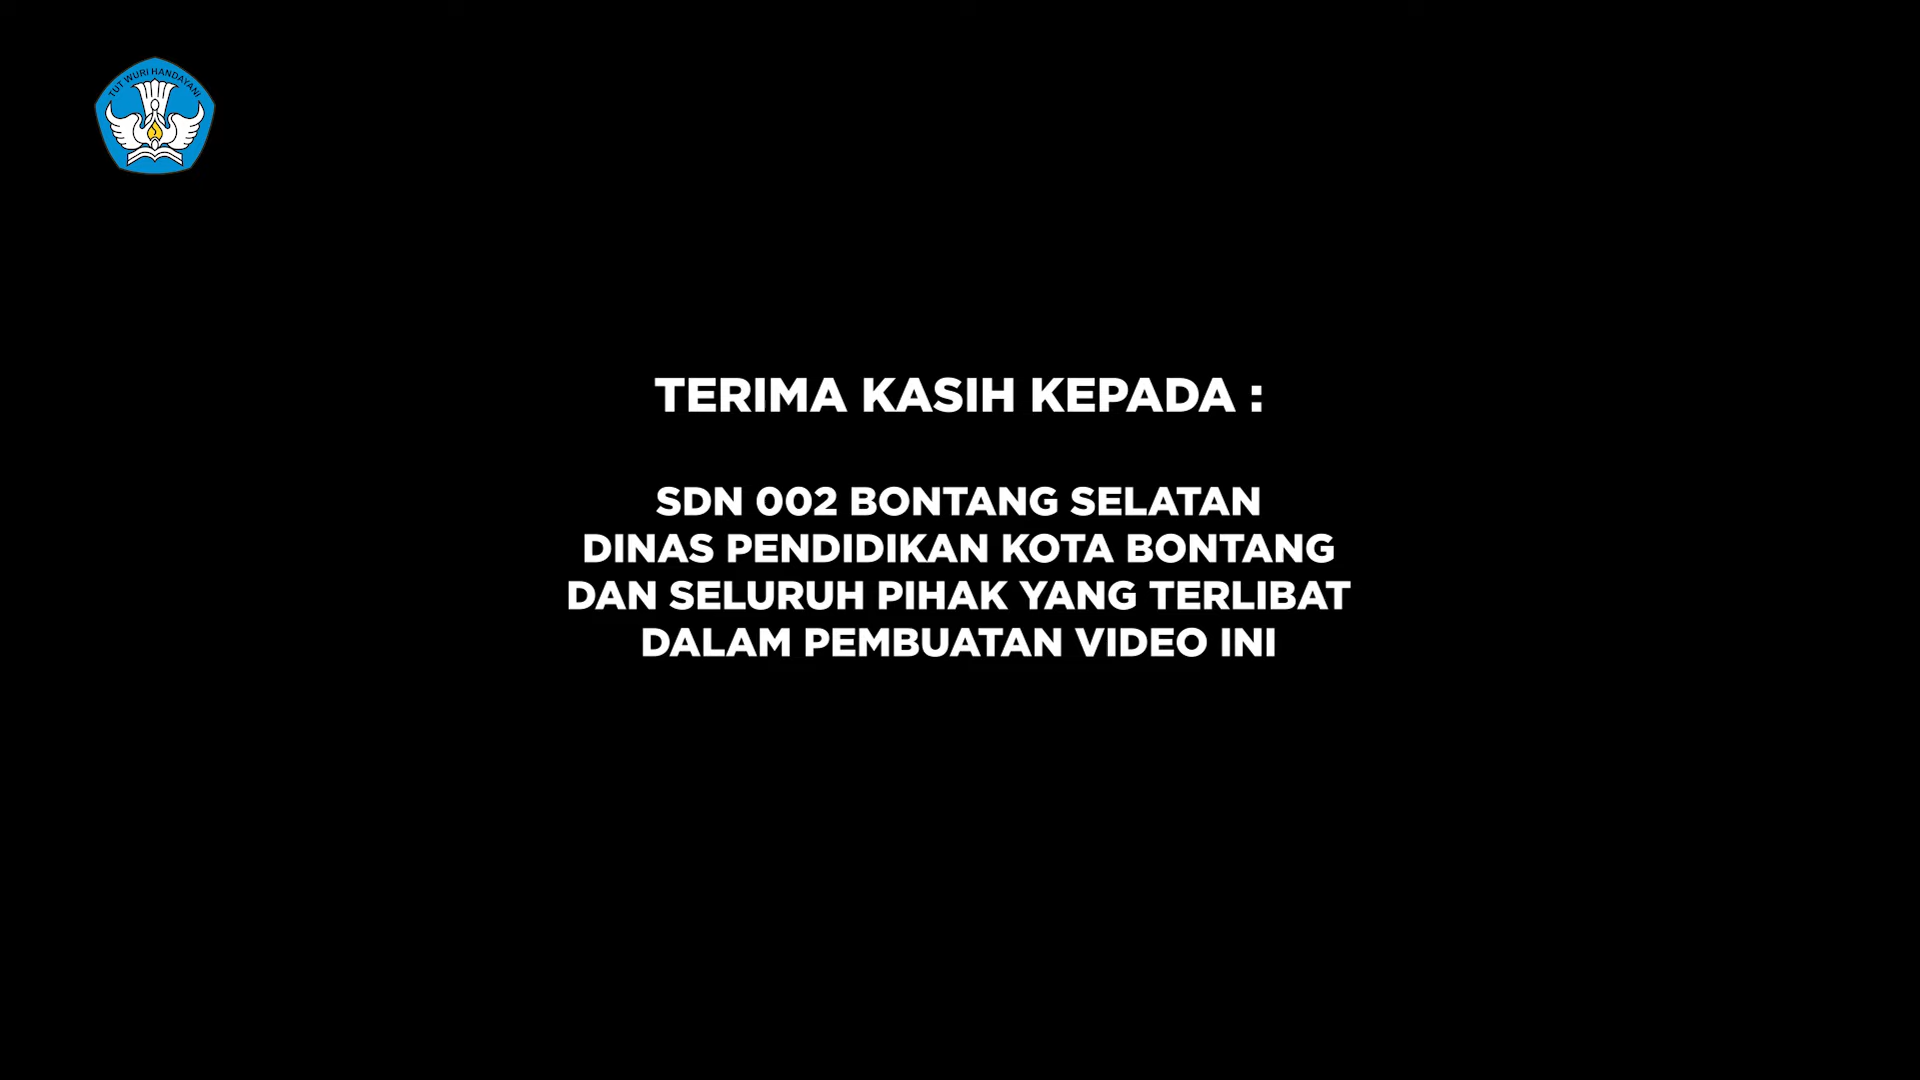 TUT WURI HANDAYANI
TERIMA KASIH KEPADA :
SDN 002 BONTANG SELATAN
DINAS PENDIDIKAN KOTA BONTANG
DAN SELURUH PIHAK YANG TERLIBAT
DALAM PEMBUATAN VIDEO INI